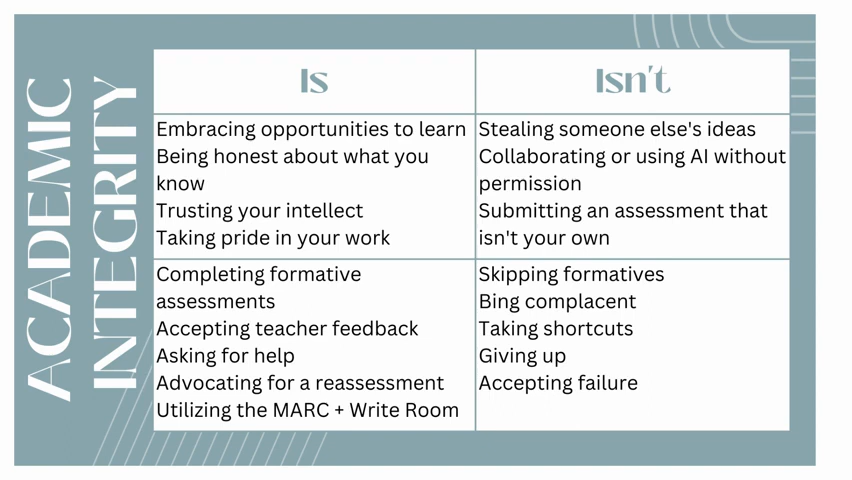 ACADEMIC
INTEGRITY
Is
Isn't
Embracing opportunities to learn
Being honest about what you
know
Trusting your intellect
Taking pride in your work
Stealing someone else's ideas
Collaborating or using AI without
permission
Submitting an assessment that
isn't your own
Completing formative
assessments
Accepting teacher feedback
Asking for help
Advocating for a reassessment
Utilizing the MARC + Write Room
Skipping formatives
Bing complacent
Taking shortcuts
Giving up
Accepting failure